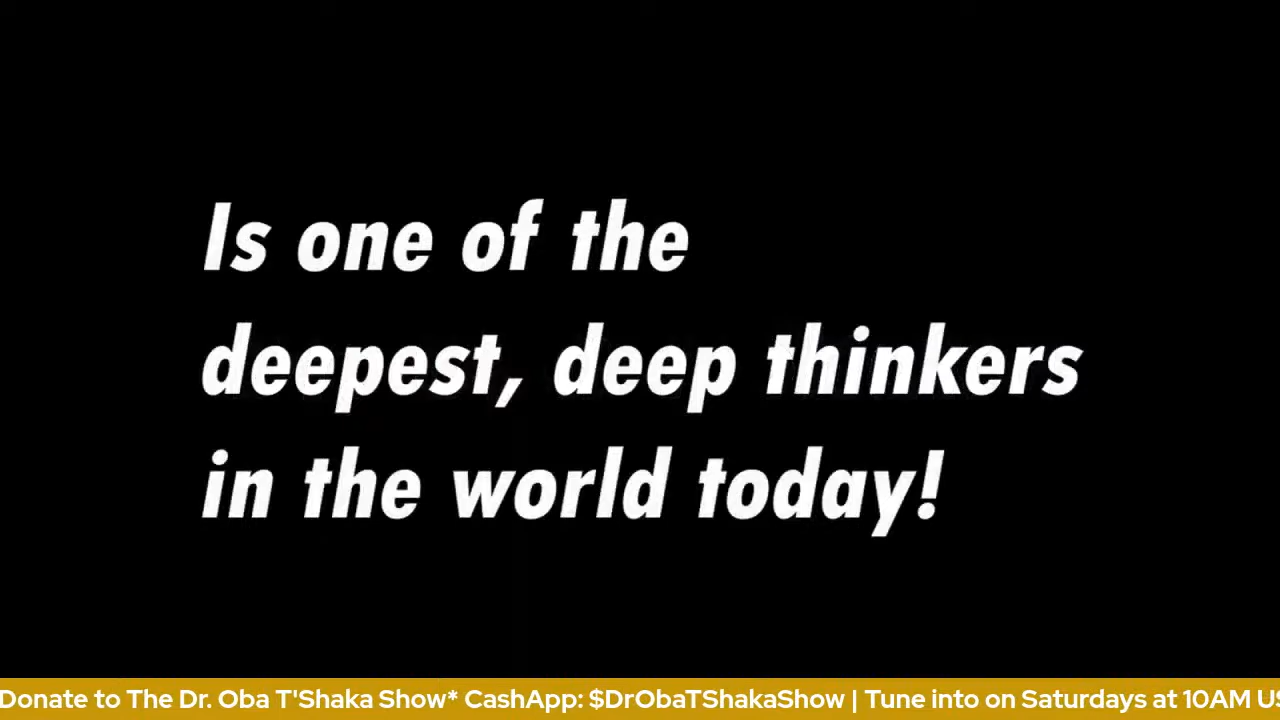 Is one of the
deepest, deep thinkers
in the world today!
Donate to The Dr. Oba T'Shaka Show* CashApp: $DrObaTShakaShow | Tune into on Saturdays at 10AM US